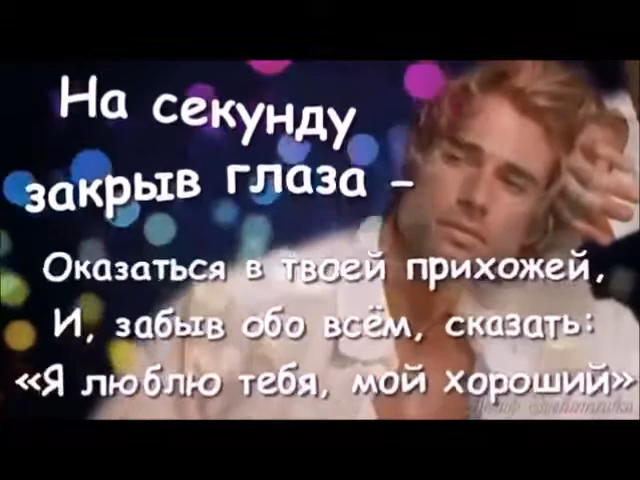 На секунду
закрыв глаза –
Оказаться в твоей прихожей,
И, забыв обо всём, сказать:
«Я люблю тебя, мой хороший»